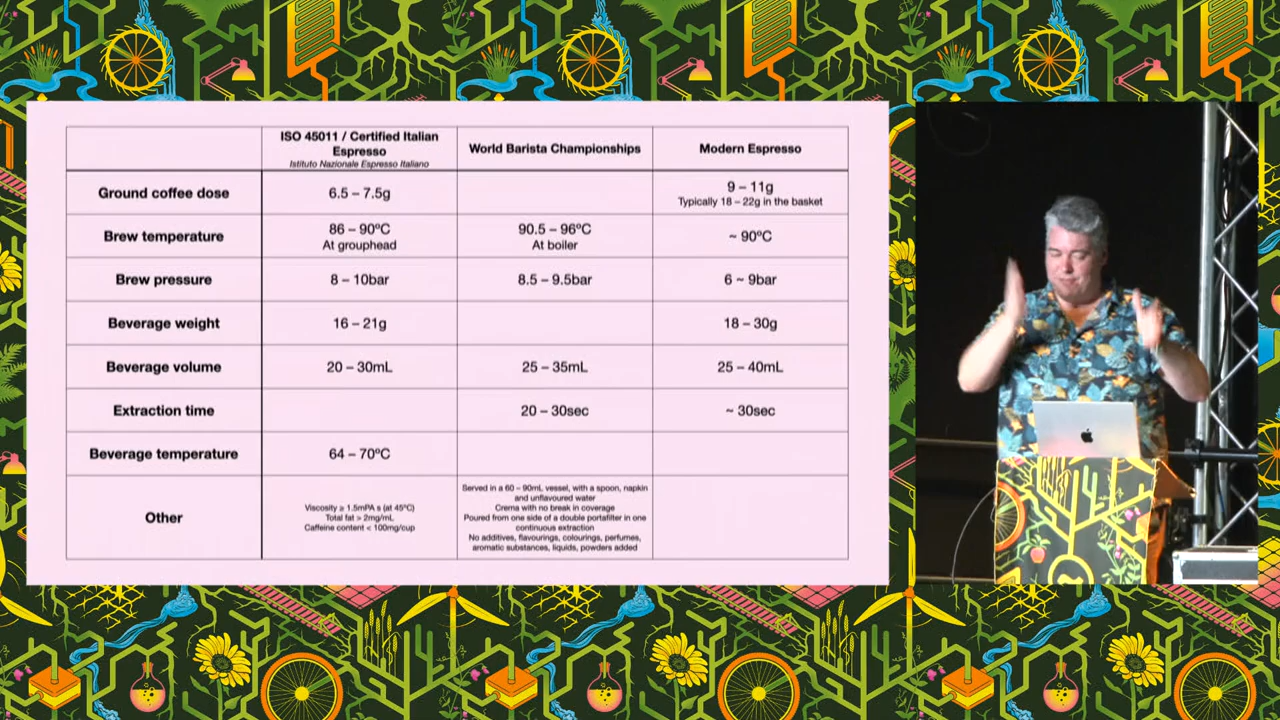 ISO 45011 / Certified Italian
Espresso
Istituto Nazionale Espresso Italiano
World Barista Championships
Modern Espresso
Ground coffee dose
6.5 – 7.5g
9 – 11g
Typically 18 – 22g in the basket
Brew temperature
86 – 90ºC
At grouphead
90.5 – 96ºC
At boiler
~ 90ºC
Brew pressure
8 – 10bar
8.5 – 9.5bar
6 ~ 9bar
Beverage weight
16 – 21g
18 – 30g
Beverage volume
20 – 30mL
25 – 35mL
25 – 40mL
Extraction time
20 – 30sec
~ 30sec
Beverage temperature
64 – 70ºC
Other
Viscosity ≥ 1.5mPA s (at 45ºC)
Total fat > 2mg/mL
Caffeine content < 100mg/cup
Served in a 60 – 90mL vessel, with a spoon, napkin
and unflavoured water
Crema with no break in coverage
Poured from one side of a double portafilter in one
continuous extraction
No additives, flavourings, colourings, perfumes,
aromatic substances, liquids, powders added